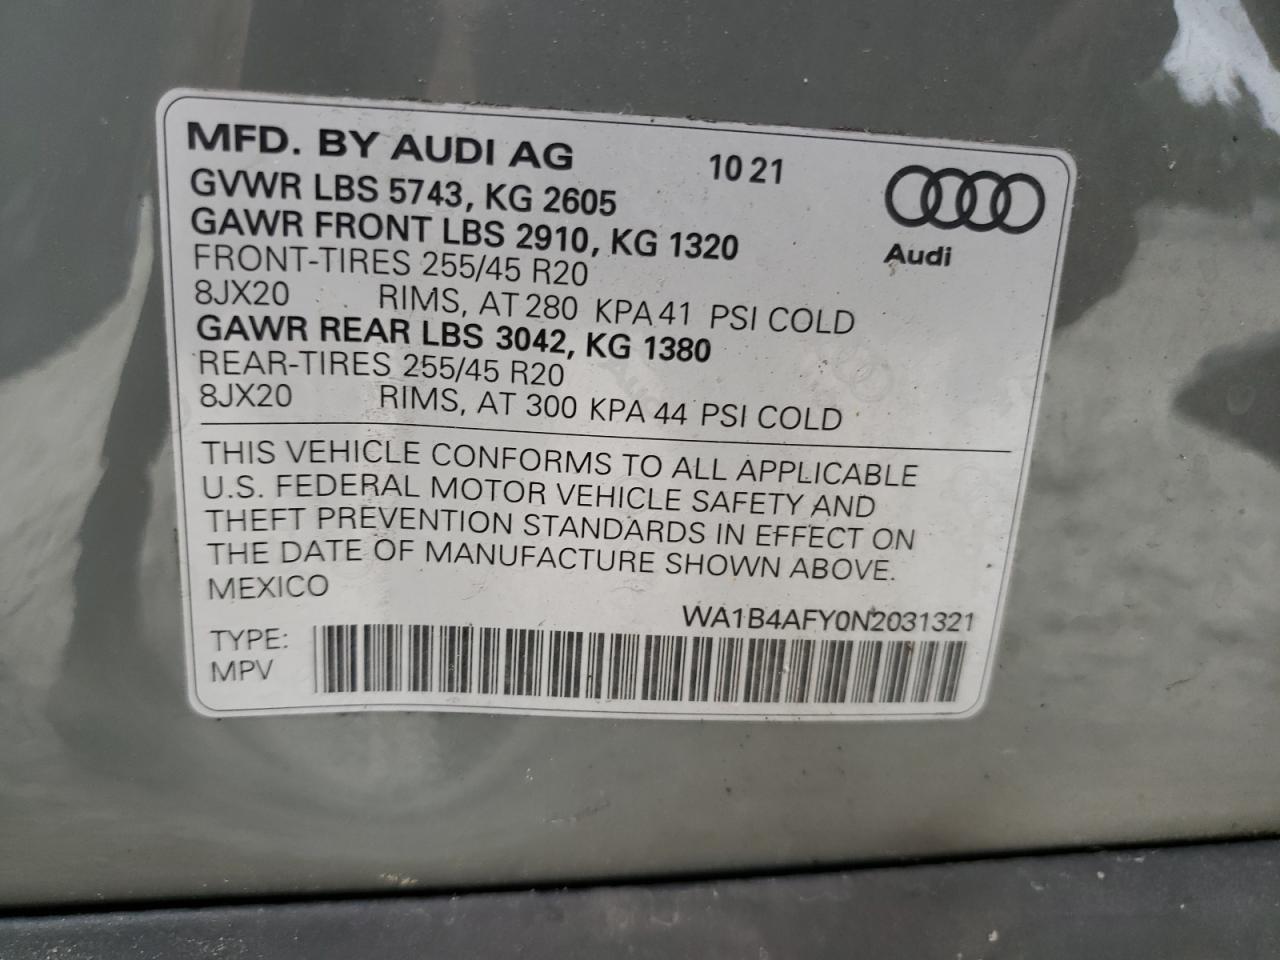 MFD. BY AUDI AG 10 21
GVWR LBS 5743, KG 2605
GAWR FRONT LBS 2910, KG 1320
Audi
FRONT-TIRES 255/45 R20
8JX20 RIMS, AT 280 KPA 41 PSI COLD
GAWR REAR LBS 3042, KG 1380
REAR-TIRES 255/45 R20
8JX20 RIMS, AT 300 KPA 44 PSI COLD
THIS VEHICLE CONFORMS TO ALL APPLICABLE
U.S. FEDERAL MOTOR VEHICLE SAFETY AND
THEFT PREVENTION STANDARDS IN EFFECT ON
THE DATE OF MANUFACTURE SHOWN ABOVE.
MEXICO
WA1B4AFY0N2031321
TYPE:
MPV